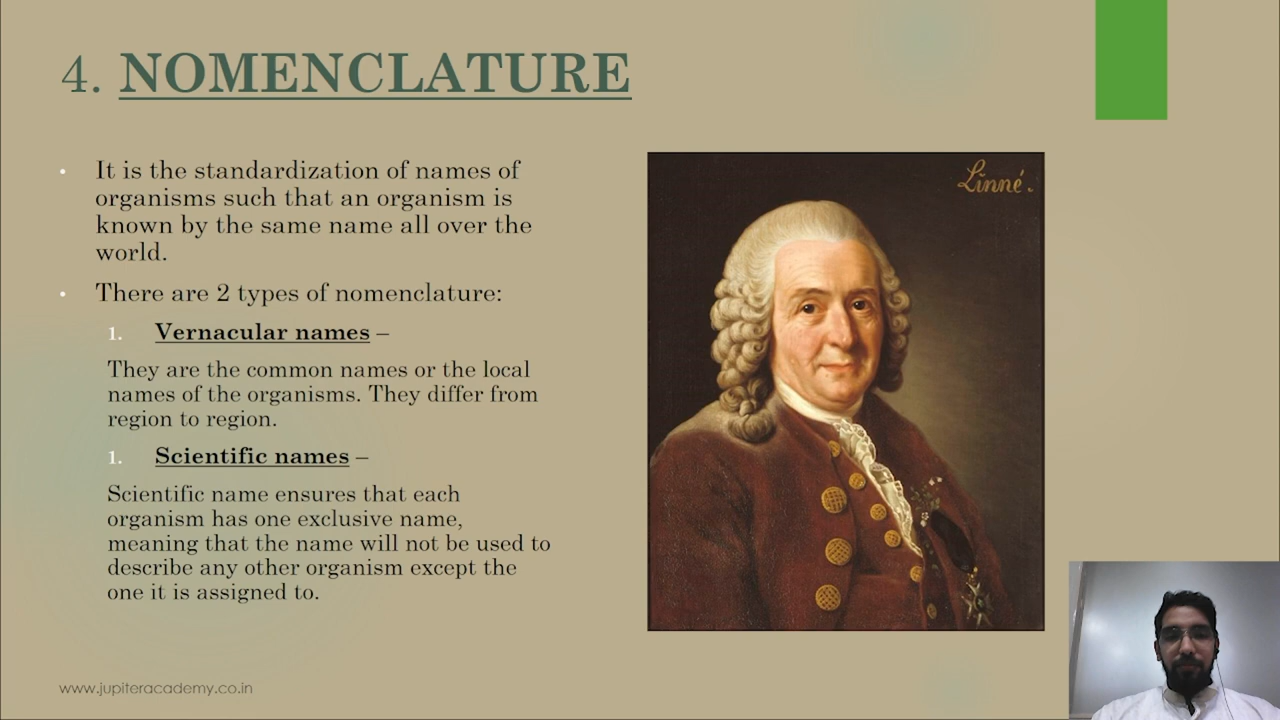 4. NOMENCLATURE
• It is the standardization of names of
organisms such that an organism is
known by the same name all over the
world.
• There are 2 types of nomenclature:
1. Vernacular names –
They are the common names or the local
names of the organisms. They differ from
region to region.
1. Scientific names –
Scientific name ensures that each
organism has one exclusive name,
meaning that the name will not be used to
describe any other organism except the
one it is assigned to.
Linné.
www.jupiteracademy.co.in